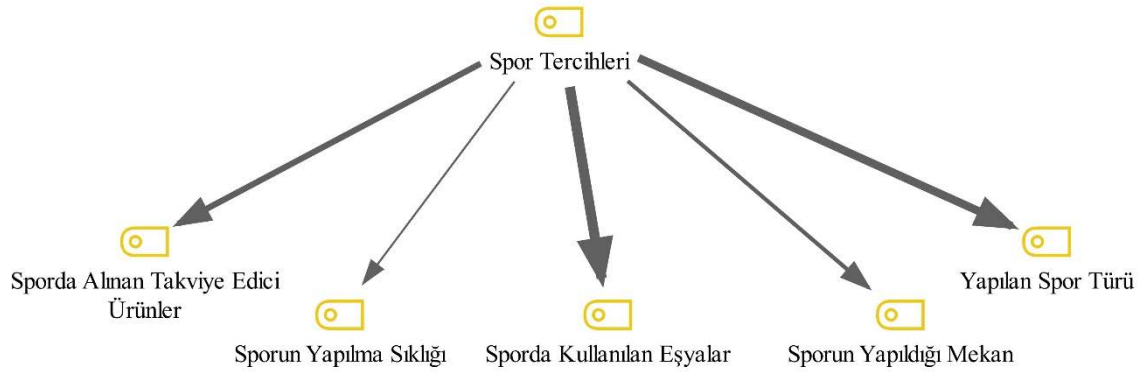 Spor Tercihleri
Sporda Alınan Takviye Edici
Ürünler
Sporun Yapılma Sıklığı
Sporda Kullanılan Eşyalar
Sporun Yapıldığı Mekan
Yapılan Spor Türü